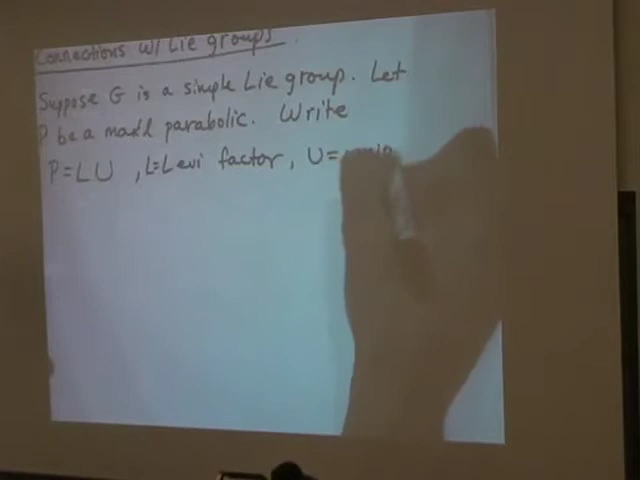 Connections w/ Lie groups.
Suppose G is a simple Lie group. Let
P be a max'l parabolic. Write
P=LU, L=Levi factor, U=